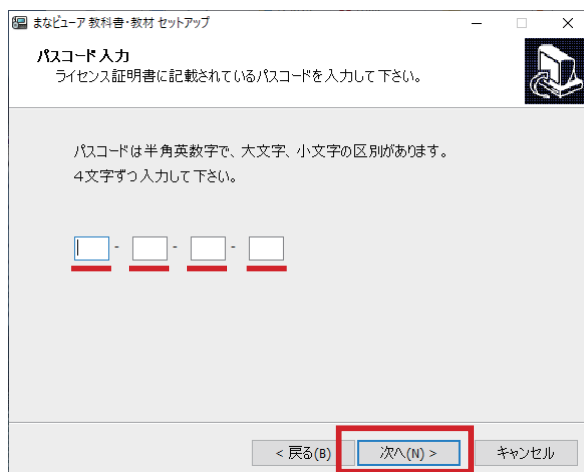 まなビューア 教科書・教材 セットアップ
パスコード入力
ライセンス証明書に記載されているパスコードを入力して下さい。
パスコードは半角英数字で、大文字、小文字の区別があります。
4文字ずつ入力して下さい。
- - -
< 戻る(B) 次へ(N) > キャンセル